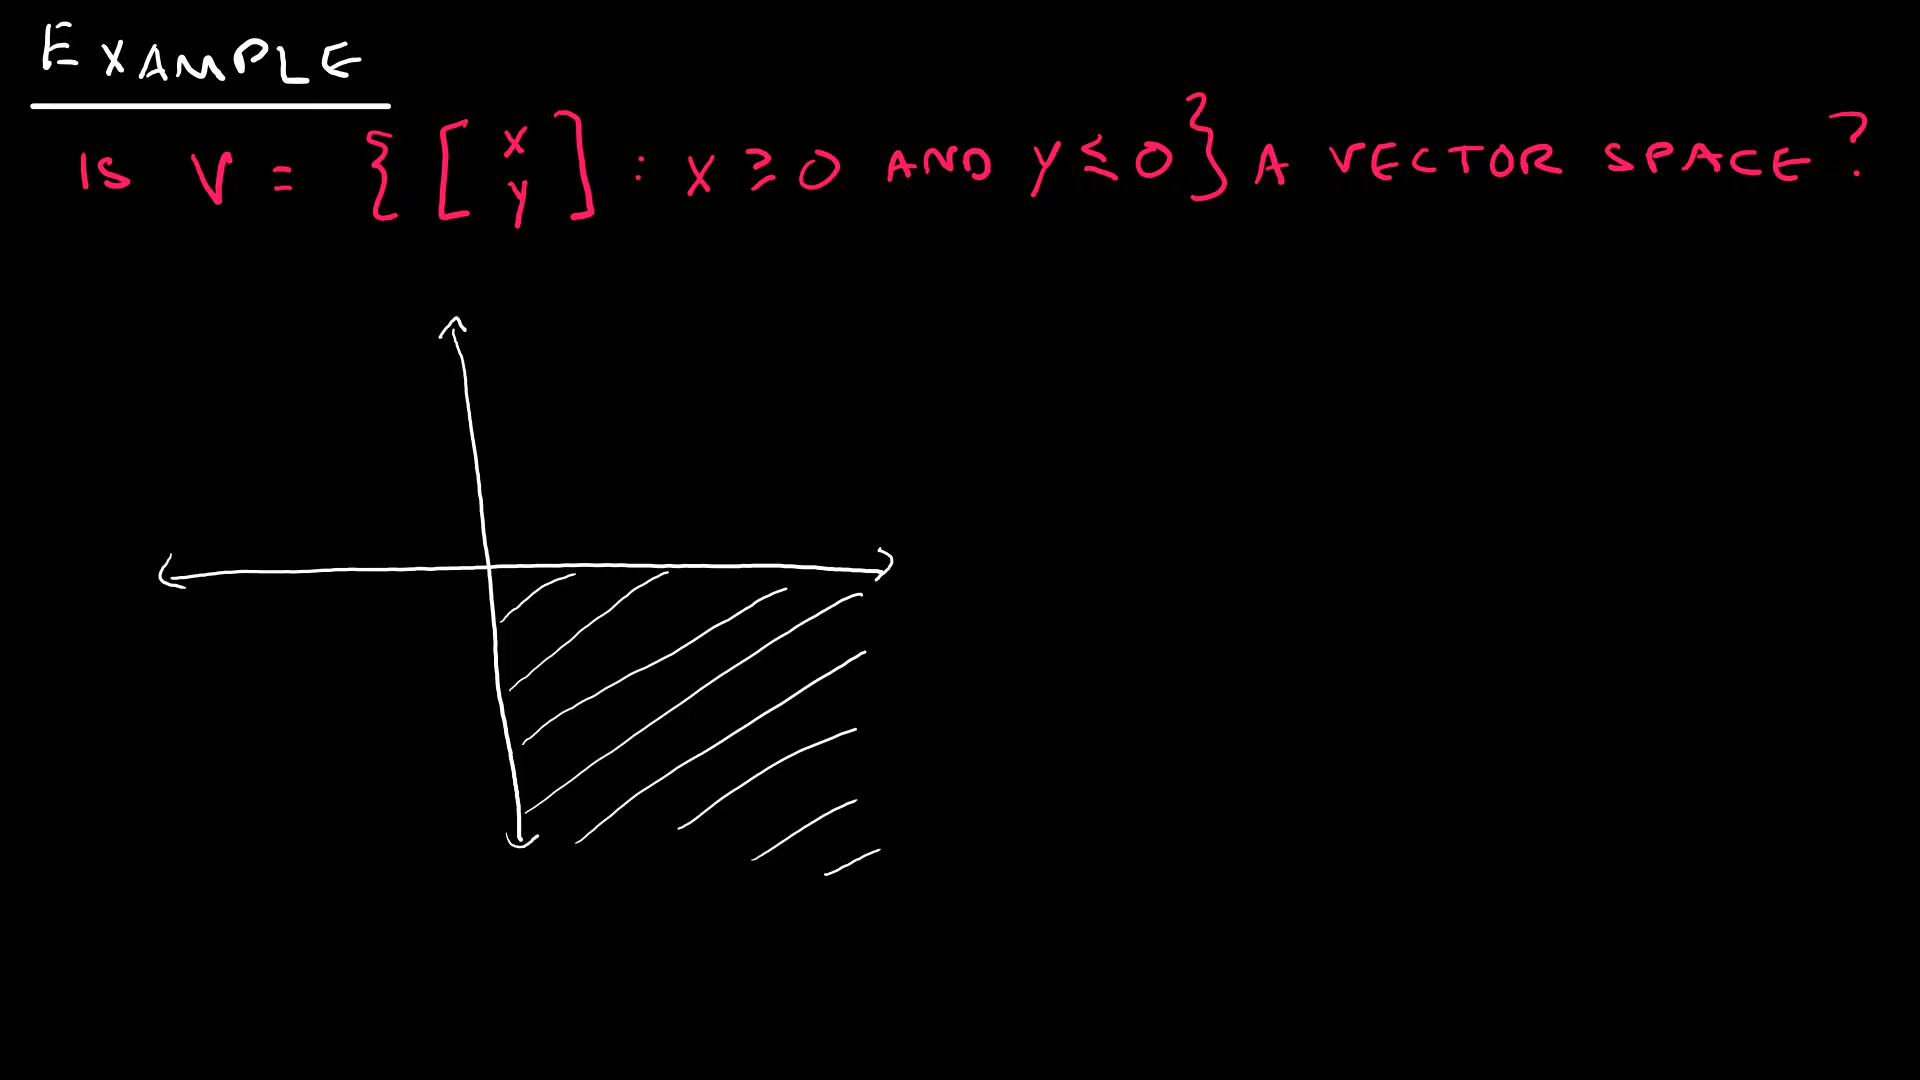 EXAMPLE
IS V = { [ x y ] : x ≥ 0 AND y ≤ 0 } A VECTOR SPACE ?